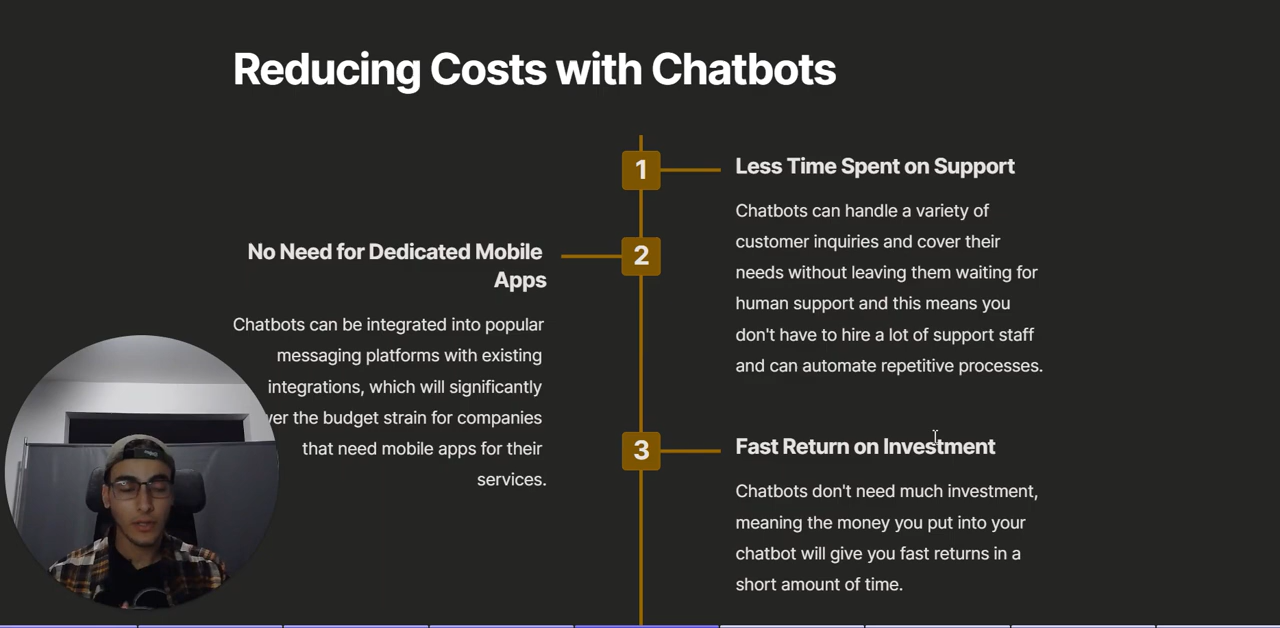 Reducing Costs with Chatbots
1
Less Time Spent on Support
Chatbots can handle a variety of
customer inquiries and cover their
needs without leaving them waiting for
human support and this means you
don't have to hire a lot of support staff
and can automate repetitive processes.
2
No Need for Dedicated Mobile
Apps
Chatbots can be integrated into popular
messaging platforms with existing
integrations, which will significantly
the budget strain for companies
that need mobile apps for their
services.
3
Fast Return on Investment
Chatbots don't need much investment,
meaning the money you put into your
chatbot will give you fast returns in a
short amount of time.